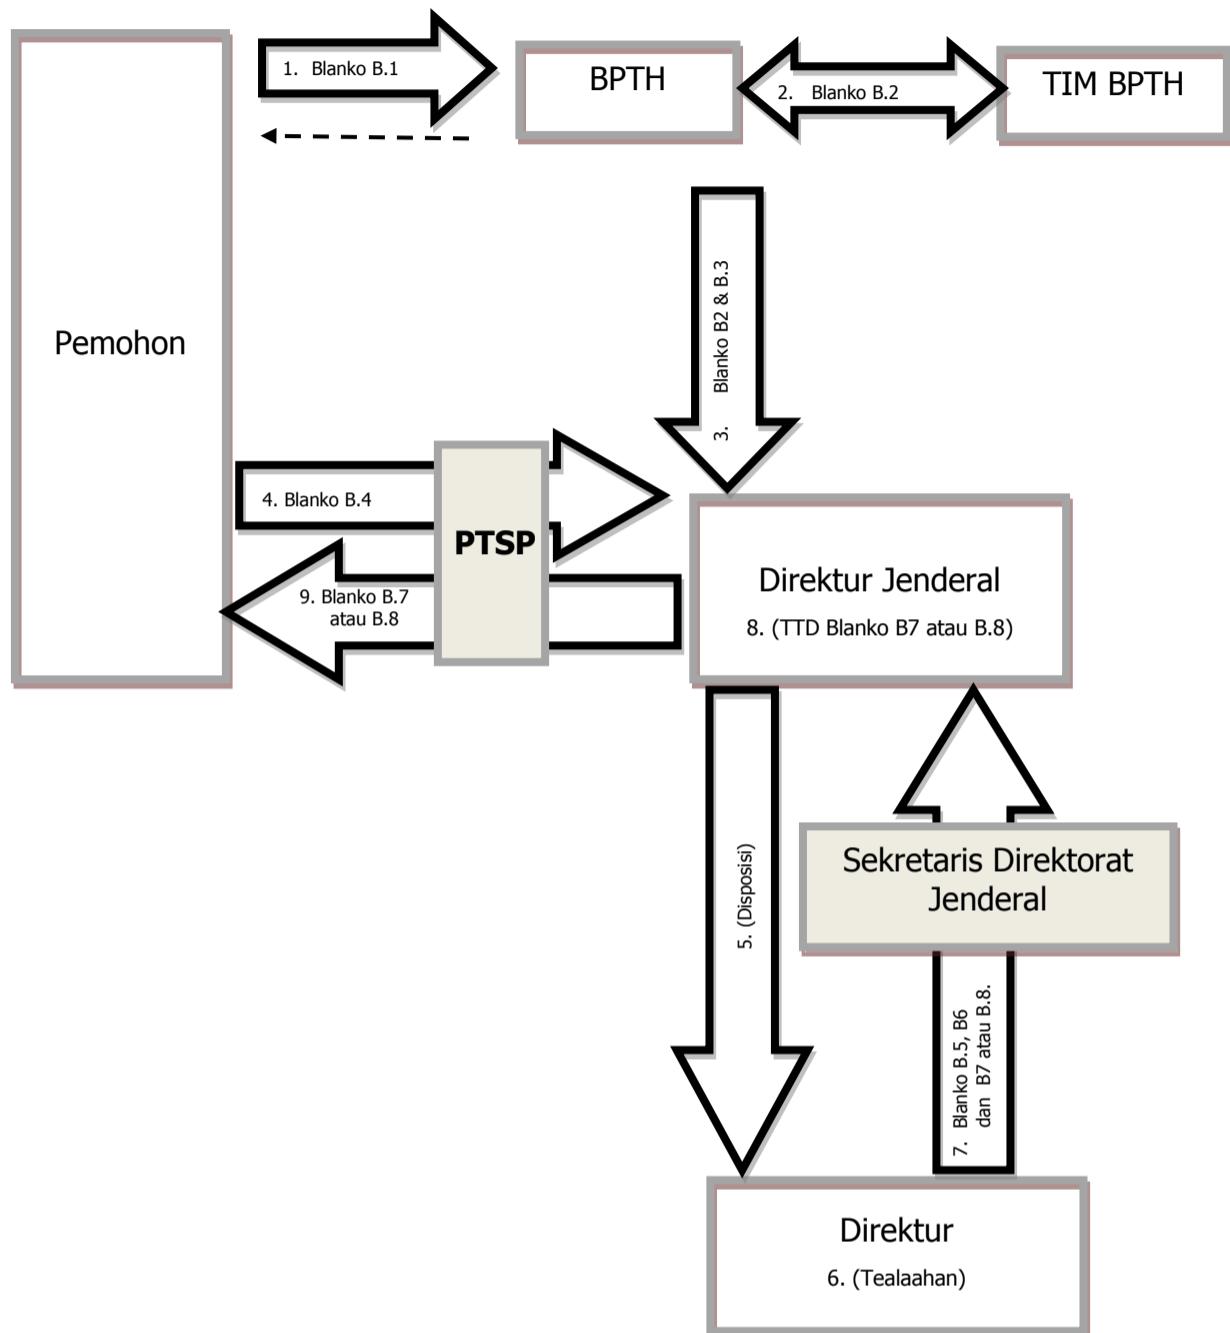 1. Blanko B.1
BPTH
2. Blanko B.2
TIM BPTH
3. Blanko B2 & B.3
Pemohon
4. Blanko B.4
PTSP
9. Blanko B.7
atau B.8
Direktur Jenderal
8. (TTD Blanko B7 atau B.8)
5. (Disposisi)
Sekretaris Direktorat
Jenderal
7. Blanko B.5, B6
dan B7 atau B.8.
Direktur
6. (Tealaahan)